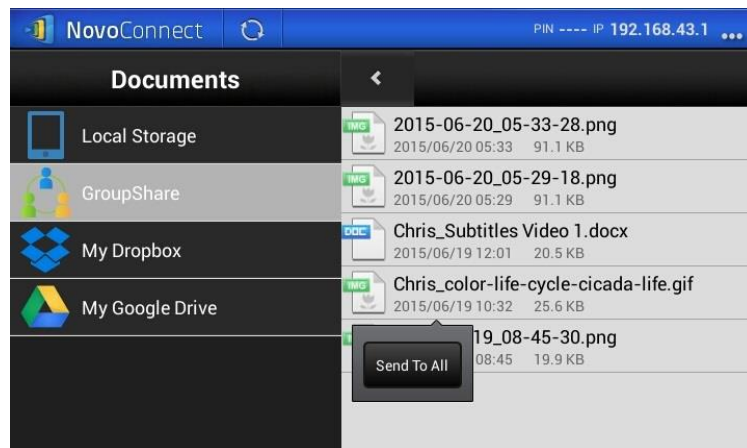 NovoConnect PIN ---- IP 192.168.43.1 ...
Documents
Local Storage
GroupShare
My Dropbox
My Google Drive
IMG 2015-06-20_05-33-28.png
2015/06/20 05:33 91.1 KB
IMG 2015-06-20_05-29-18.png
2015/06/20 05:29 91.1 KB
DOC Chris_Subtitles Video 1.docx
2015/06/19 12:01 20.5 KB
IMG Chris_color-life-cycle-cicada-life.gif
2015/06/19 10:32 25.6 KB
19_08-45-30.png
08:45 19.9 KB
Send To All